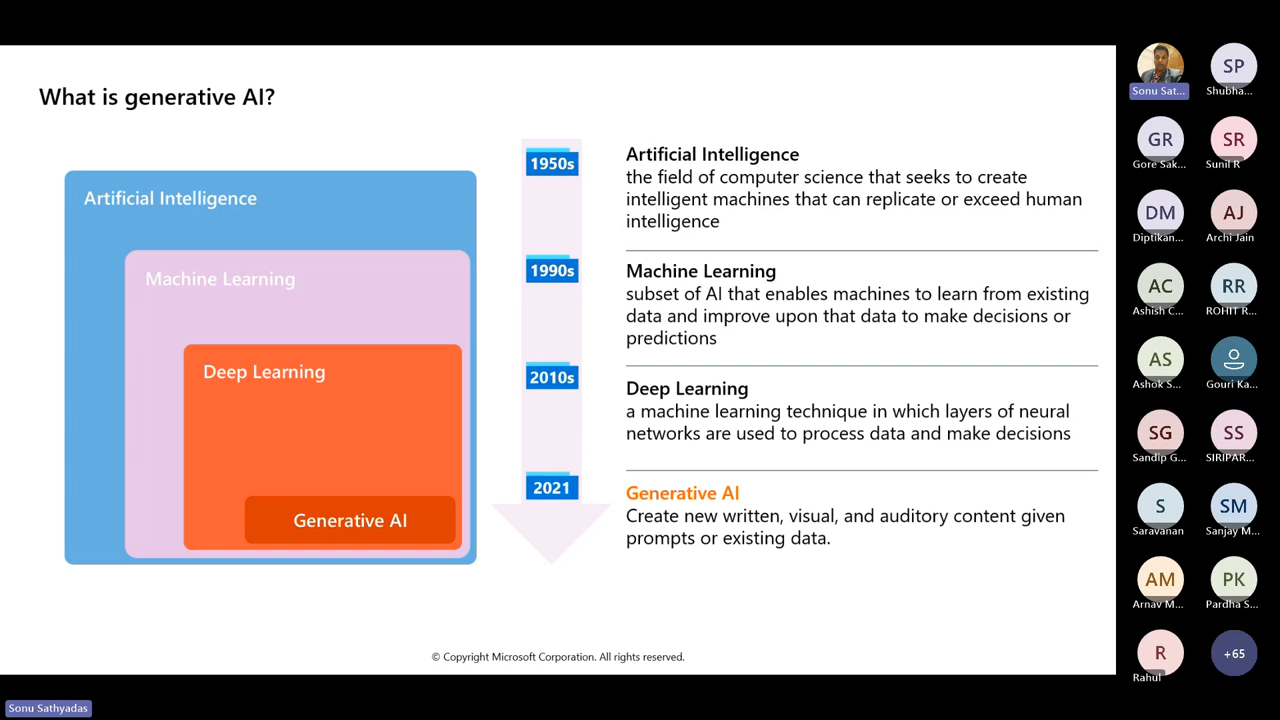 What is generative AI?
Artificial Intelligence
Machine Learning
Deep Learning
Generative AI
1950s
Artificial Intelligence
the field of computer science that seeks to create
intelligent machines that can replicate or exceed human
intelligence
1990s
Machine Learning
subset of AI that enables machines to learn from existing
data and improve upon that data to make decisions or
predictions
2010s
Deep Learning
a machine learning technique in which layers of neural
networks are used to process data and make decisions
2021
Generative AI
Create new written, visual, and auditory content given
prompts or existing data.
© Copyright Microsoft Corporation. All rights reserved.
Sonu Sat...
SP
Shubha...
GR
Gore Sak...
SR
Sunil R
DM
Diptikan...
AJ
Archi Jain
AC
Ashish C...
RR
ROHIT R...
AS
Ashok S...
Gouri Ka...
SG
Sandip G...
SS
SIRIPAR...
S
Saravanan
SM
Sanjay M...
AM
Arnav M...
PK
Pardha S...
R
Rahul
+65
Sonu Sathyadas